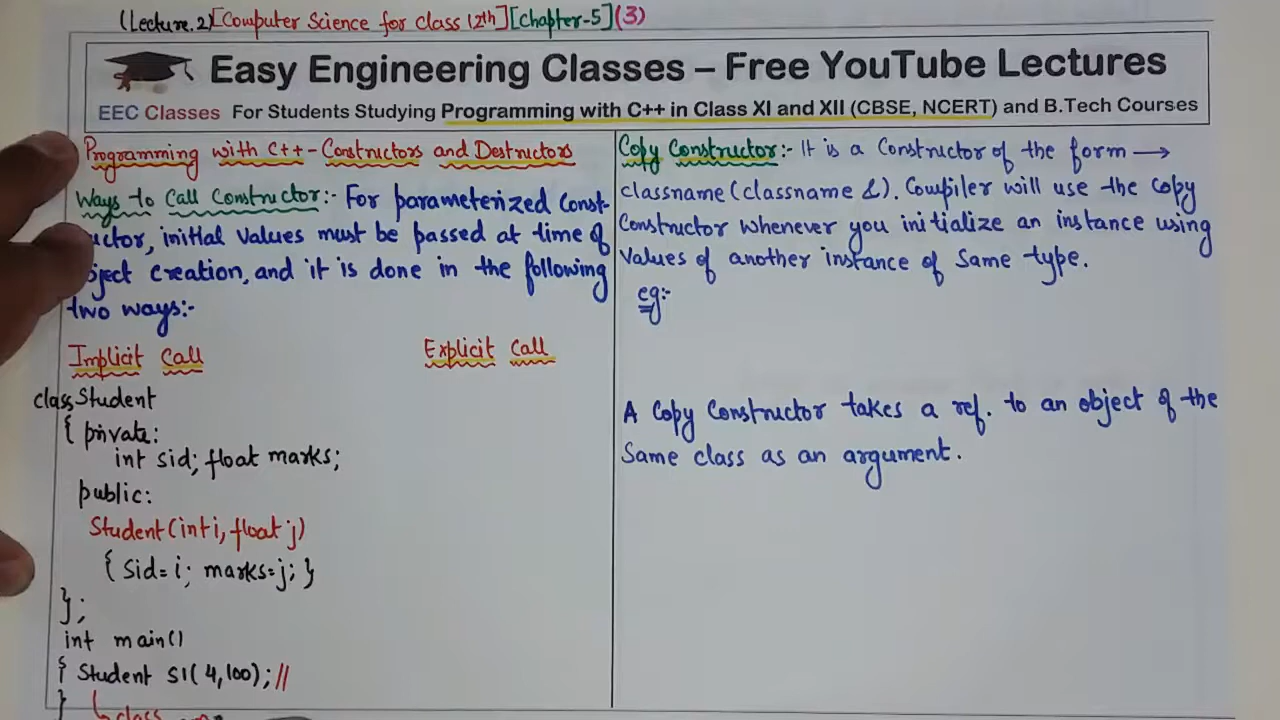 (Lecture.2)[Computer Science for class 12th][Chapter-5](3)
Easy Engineering Classes – Free YouTube Lectures
EEC Classes For Students Studying Programming with C++ in Class XI and XII (CBSE, NCERT) and B.Tech Courses
Programming with C++ - Constructors and Destructors
Ways to Call Constructor:- For parameterized Const-
uctor, initial values must be passed at time of
bject creation, and it is done in the following
two ways:-
Implicit Call Explicit Call
class Student
{ private:
int sid; float marks;
public:
Student(int i, float j)
{ Sid=i; marks=j; }
};
int main()
{ Student S1(4,100);//
} class
Copy Constructor:- It is a Constructor of the form →
classname(classname &). Compiler will use the copy
Constructor whenever you initialize an instance using
values of another instance of Same type.
eg:-
A Copy Constructor takes a ref. to an object of the
Same class as an argument.